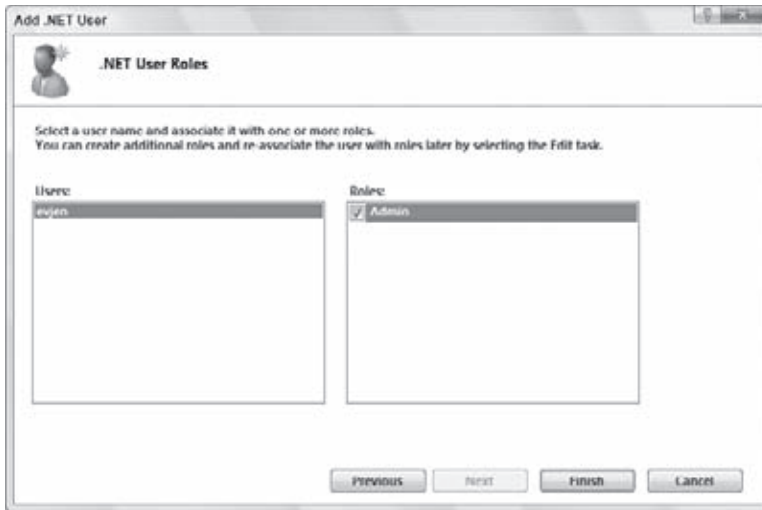 Add .NET User
.NET User Roles
Select a user name and associate it with one or more roles.
You can create additional roles and re-associate the user with roles later by selecting the Edit task.
Users:
Roles:
evjen
Admin
Previous
Next
Finish
Cancel